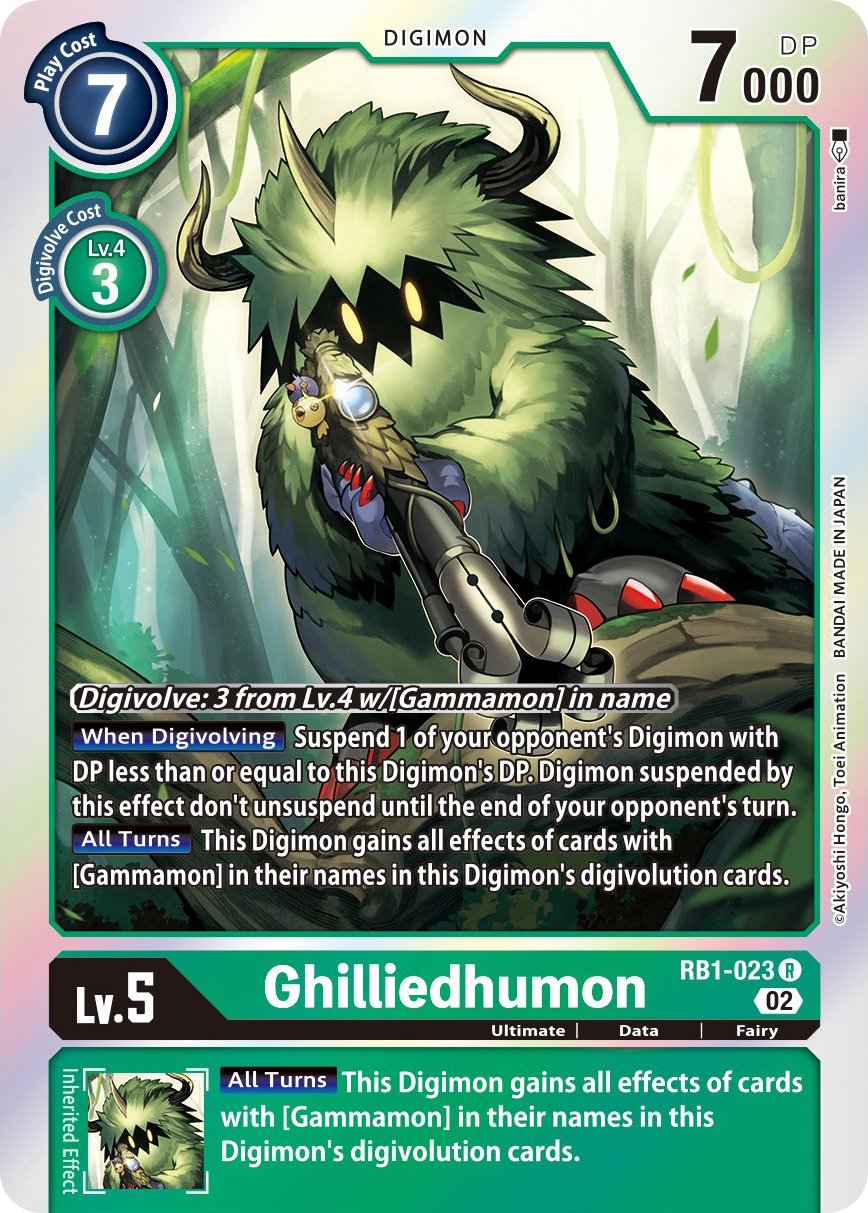 Play Cost
7
DIGIMON
DP
7000
banira
Digivolve Cost
Lv.4
3
Digivolve: 3 from Lv.4 w/[Gammamon] in name
When Digivolving Suspend 1 of your opponent's Digimon with
DP less than or equal to this Digimon's DP. Digimon suspended by
this effect don't unsuspend until the end of your opponent's turn.
All Turns This Digimon gains all effects of cards with
[Gammamon] in their names in this Digimon's digivolution cards.
©Akiyoshi Hongo, Toei Animation BANDAI MADE IN JAPAN
Lv.5
Ghilliedhumon
RB1-023 R
02
Ultimate | Data | Fairy
Inherited Effect
All Turns This Digimon gains all effects of cards
with [Gammamon] in their names in this
Digimon's digivolution cards.